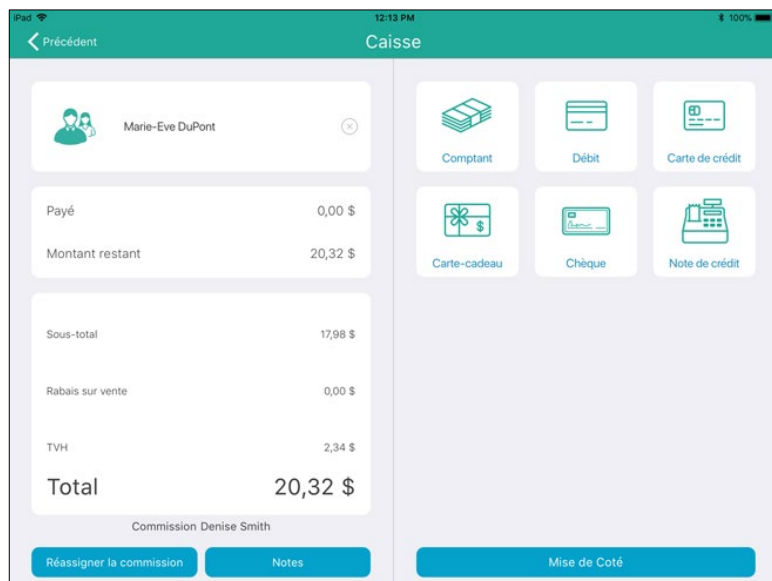 iPad 12:13 PM 100%
Précédent Caisse
Marie-Eve DuPont
Payé 0,00 $
Montant restant 20,32 $
Sous-total 17,98 $
Rabais sur vente 0,00 $
TVH 2,34 $
Total 20,32 $
Commission Denise Smith
Réassigner la commission Notes
Comptant Débit Carte de crédit
$
Carte-cadeau Chèque Note de crédit
Mise de Coté